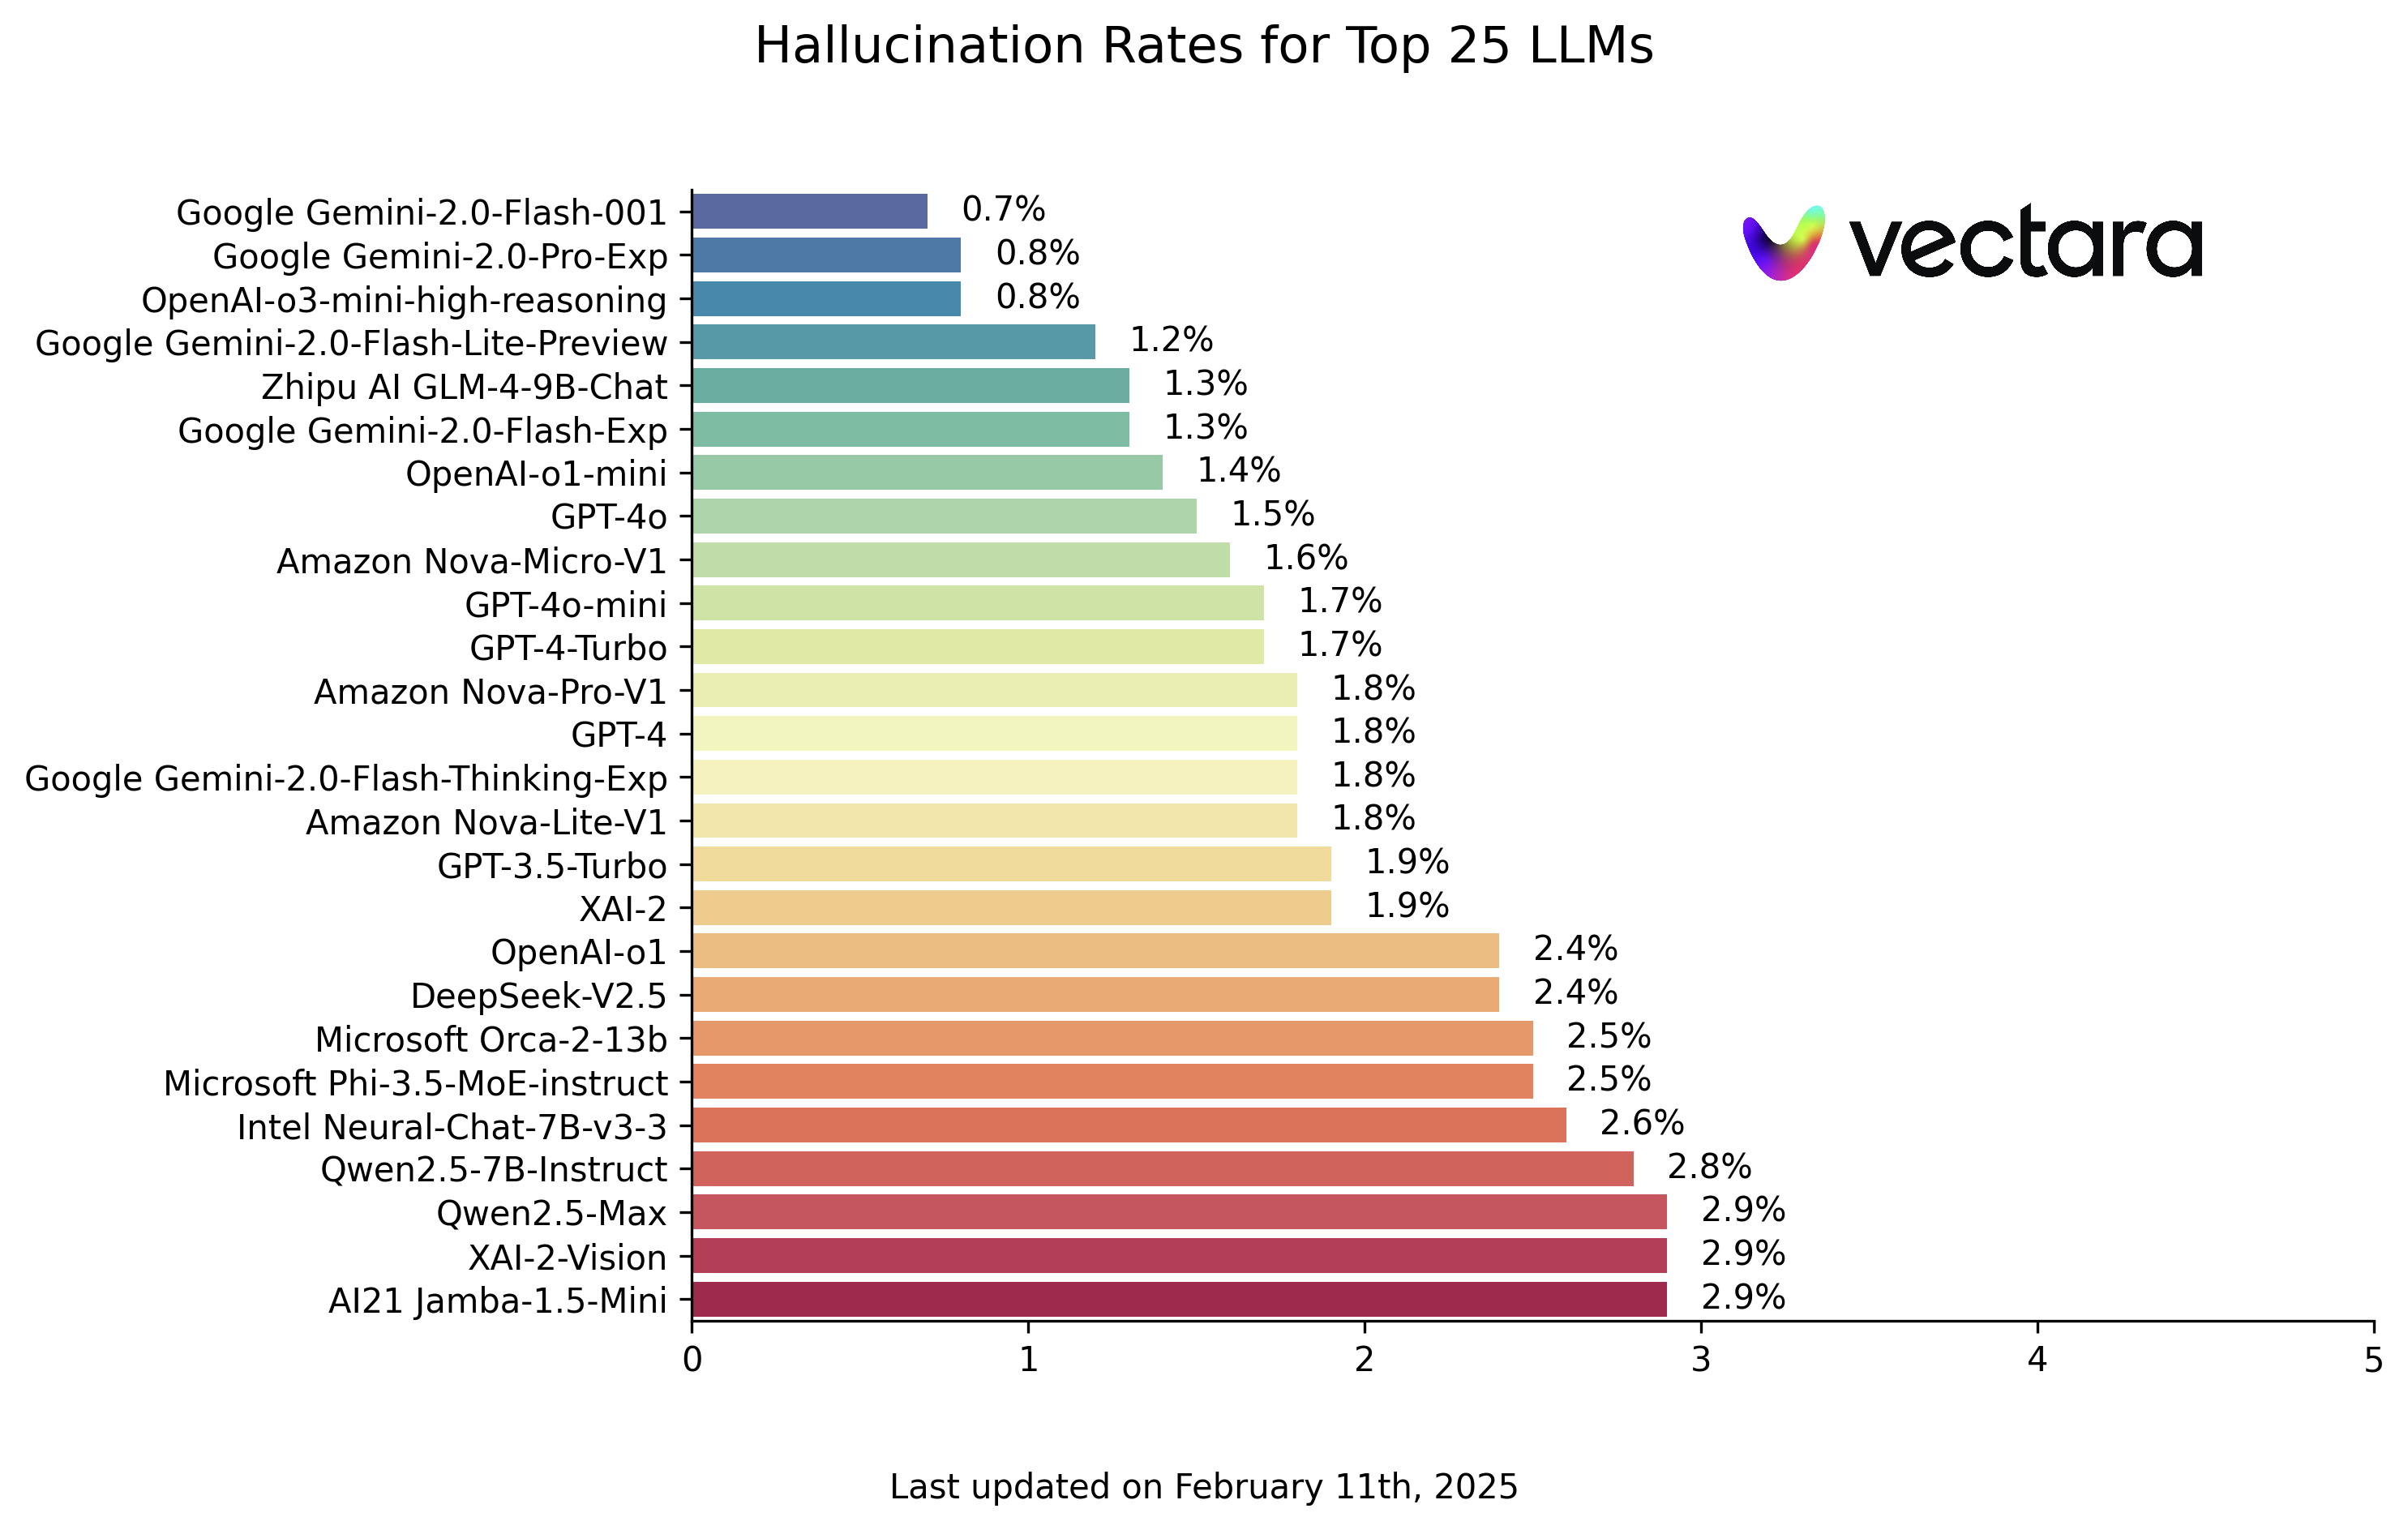 Hallucination Rates for Top 25 LLMs
vectara
Google Gemini-2.0-Flash-001 0.7%
Google Gemini-2.0-Pro-Exp 0.8%
OpenAI-o3-mini-high-reasoning 0.8%
Google Gemini-2.0-Flash-Lite-Preview 1.2%
Zhipu AI GLM-4-9B-Chat 1.3%
Google Gemini-2.0-Flash-Exp 1.3%
OpenAI-o1-mini 1.4%
GPT-4o 1.5%
Amazon Nova-Micro-V1 1.6%
GPT-4o-mini 1.7%
GPT-4-Turbo 1.7%
Amazon Nova-Pro-V1 1.8%
GPT-4 1.8%
Google Gemini-2.0-Flash-Thinking-Exp 1.8%
Amazon Nova-Lite-V1 1.8%
GPT-3.5-Turbo 1.9%
XAI-2 1.9%
OpenAI-o1 2.4%
DeepSeek-V2.5 2.4%
Microsoft Orca-2-13b 2.5%
Microsoft Phi-3.5-MoE-instruct 2.5%
Intel Neural-Chat-7B-v3-3 2.6%
Qwen2.5-7B-Instruct 2.8%
Qwen2.5-Max 2.9%
XAI-2-Vision 2.9%
AI21 Jamba-1.5-Mini 2.9%
0 1 2 3 4 5
Last updated on February 11th, 2025